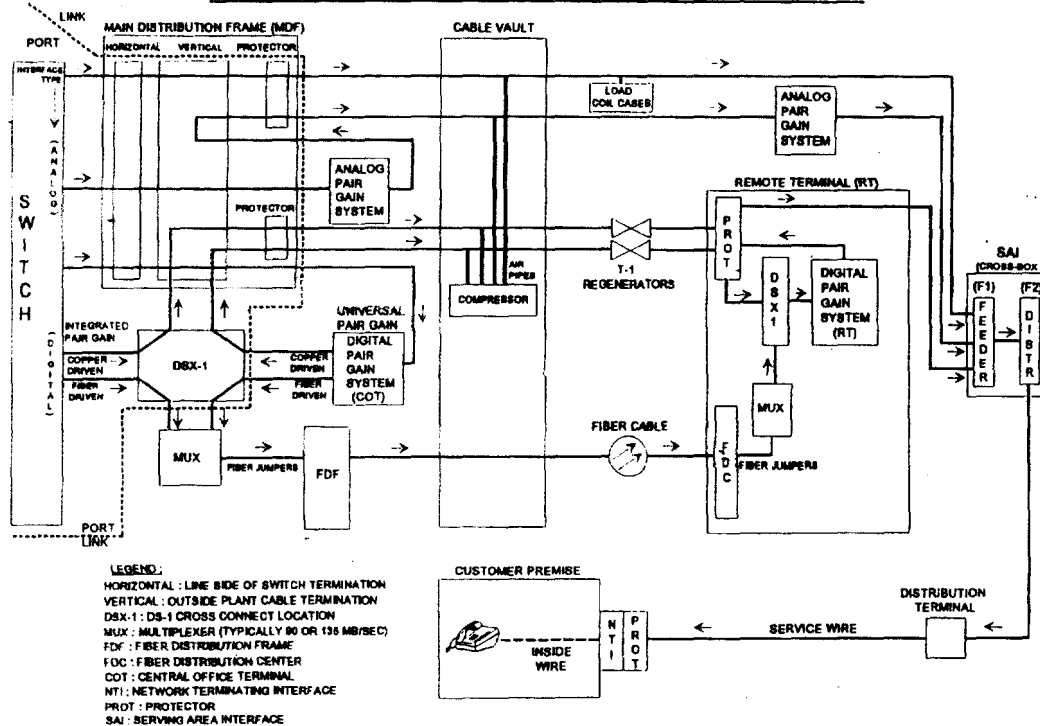 LINK
PORT
MAIN DISTRIBUTION FRAME (MDF)
HORIZONTAL VERTICAL PROTECTOR
CABLE VAULT
INTERFACE
TYPE
(ANALOG)
SWITCH
(DIGITAL)
LOAD
COIL CASES
ANALOG
PAIR
GAIN
SYSTEM
ANALOG
PAIR
GAIN
SYSTEM
PROTECTOR
REMOTE TERMINAL (RT)
PROT
DSX1
DIGITAL
PAIR
GAIN
SYSTEM
(RT)
T-1
REGENERATORS
AIR
PIPES
COMPRESSOR
SAI
(CROSS-BOX
(F1) (F2)
FEEDER
DISTR
INTEGRATED
PAIR GAIN
COPPER
DRIVEN
FIBER
DRIVEN
DSX-1
UNIVERSAL
PAIR GAIN
COPPER
DRIVEN
FIBER
DRIVEN
DIGITAL
PAIR
GAIN
SYSTEM
(COT)
MUX
FIBER JUMPERS
FDF
FIBER CABLE
FDC
FIBER JUMPERS
MUX
PORT
LINK
LEGEND:
HORIZONTAL : LINE SIDE OF SWITCH TERMINATION
VERTICAL : OUTSIDE PLANT CABLE TERMINATION
DSX-1 : DS-1 CROSS CONNECT LOCATION
MUX : MULTIPLEXER (TYPICALLY 90 OR 135 MB/SEC)
FDF : FIBER DISTRIBUTION FRAME
FDC : FIBER DISTRIBUTION CENTER
COT : CENTRAL OFFICE TERMINAL
NTI : NETWORK TERMINATING INTERFACE
PROT : PROTECTOR
SAI : SERVING AREA INTERFACE
CUSTOMER PREMISE
INSIDE
WIRE
NTI
PROT
SERVICE WIRE
DISTRIBUTION
TERMINAL